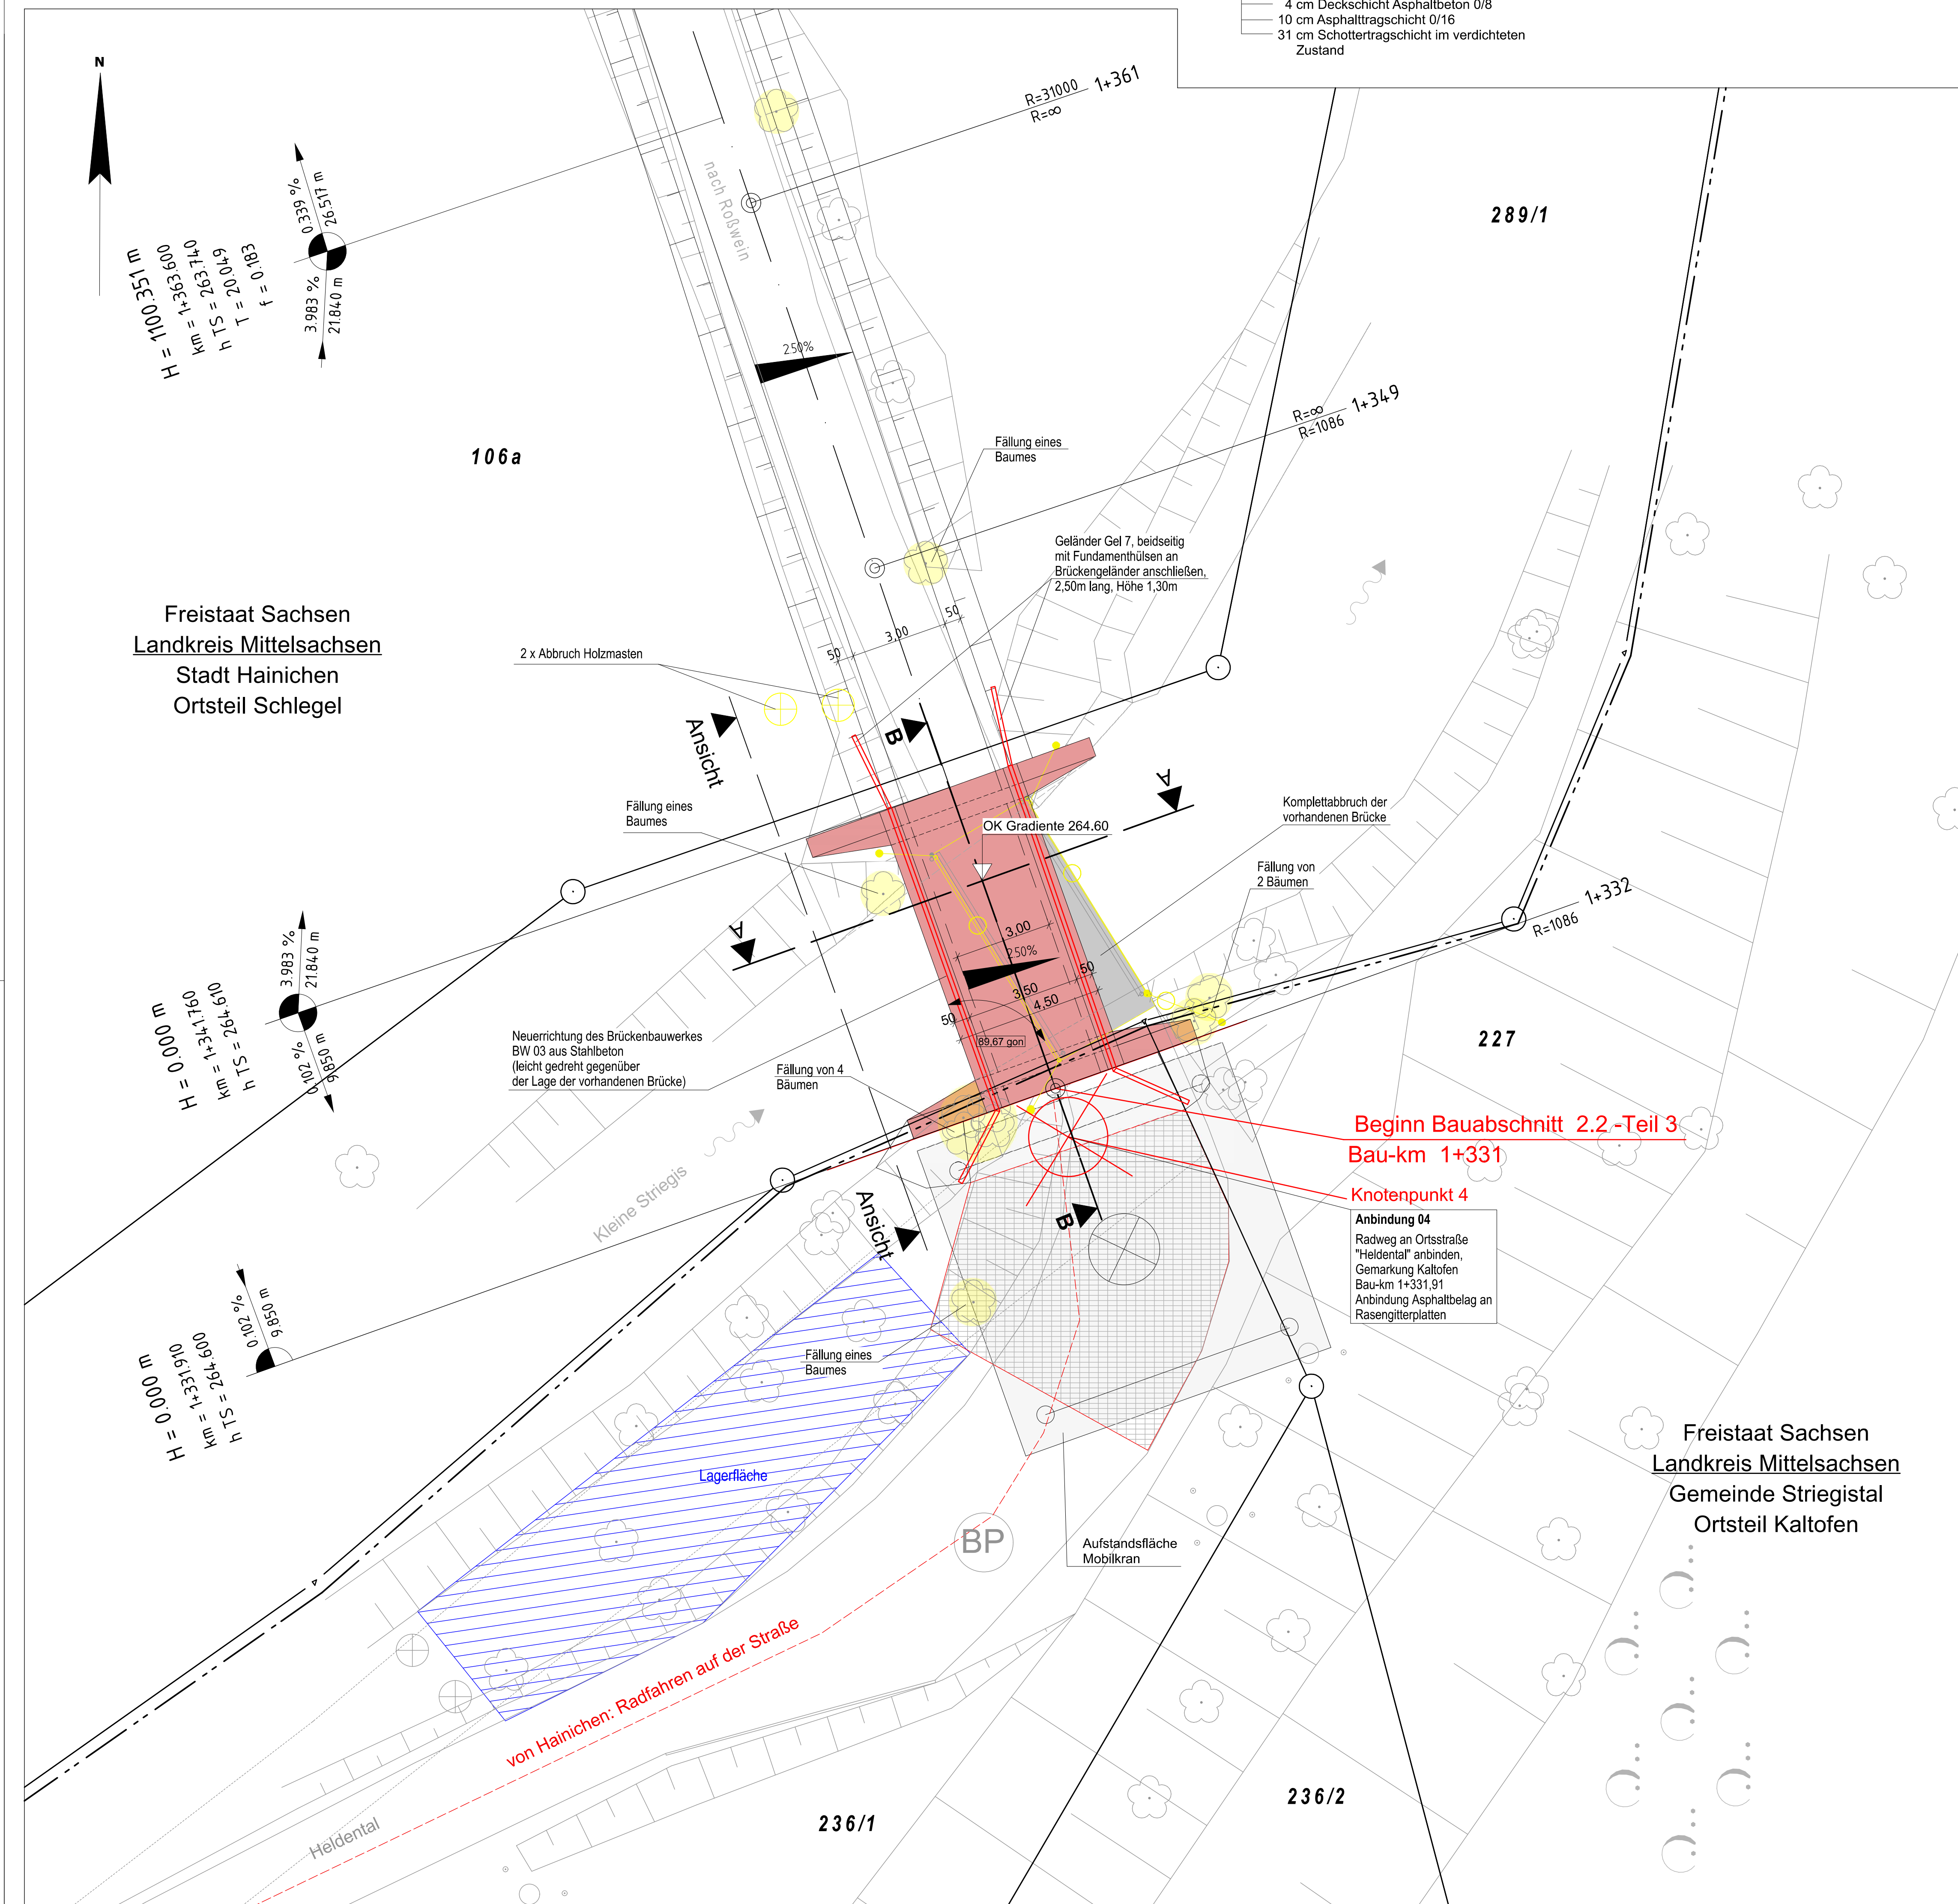 4 cm Deckschicht Asphaltbeton 0/8
10 cm Asphalttragschicht 0/16
31 cm Schottertragschicht im verdichteten
Zustand
N
R=31000
R=∞
1+361
0.339 %
26.517 m
3.983 %
21.840 m
H = 1100.351 m
km = 1+363.600
h TS = 263.740
T = 20.049
f = 0.183
nach Roßwein
289/1
250%
R=∞
R=1086
1+349
106a
Fällung eines
Baumes
Geländer Gel 7, beidseitig
mit Fundamenthülsen an
Brückengeländer anschließen,
2,50m lang, Höhe 1,30m
Freistaat Sachsen
Landkreis Mittelsachsen
Stadt Hainichen
Ortsteil Schlegel
50
3,00
50
2 x Abbruch Holzmasten
Ansicht
B
A
Fällung eines
Baumes
OK Gradiente 264.60
Komplettabbruch der
vorhandenen Brücke
Fällung von
2 Bäumen
1+332
R=1086
A
3,00
250%
50
3,50
4,50
50
89,67 gon
3.983 %
21.840 m
0.102 %
9.850 m
H = 0.000 m
km = 1+341.760
h TS = 264.610
Neuerrichtung des Brückenbauwerkes
BW 03 aus Stahlbeton
(leicht gedreht gegenüber
der Lage der vorhandenen Brücke)
Fällung von 4
Bäumen
227
Beginn Bauabschnitt 2.2 -Teil 3
Bau-km 1+331
Knotenpunkt 4
Anbindung 04
Radweg an Ortsstraße
"Heldental" anbinden,
Gemarkung Kaltofen
Bau-km 1+331,91
Anbindung Asphaltbelag an
Rasengitterplatten
Kleine Striegis
Ansicht
B
0.102 %
9.850 m
H = 0.000 m
km = 1+331.910
h TS = 264.600
Fällung eines
Baumes
Lagerfläche
Freistaat Sachsen
Landkreis Mittelsachsen
Gemeinde Striegistal
Ortsteil Kaltofen
BP
Aufstandsfläche
Mobilkran
von Hainichen: Radfahren auf der Straße
Heldental
236/1
236/2